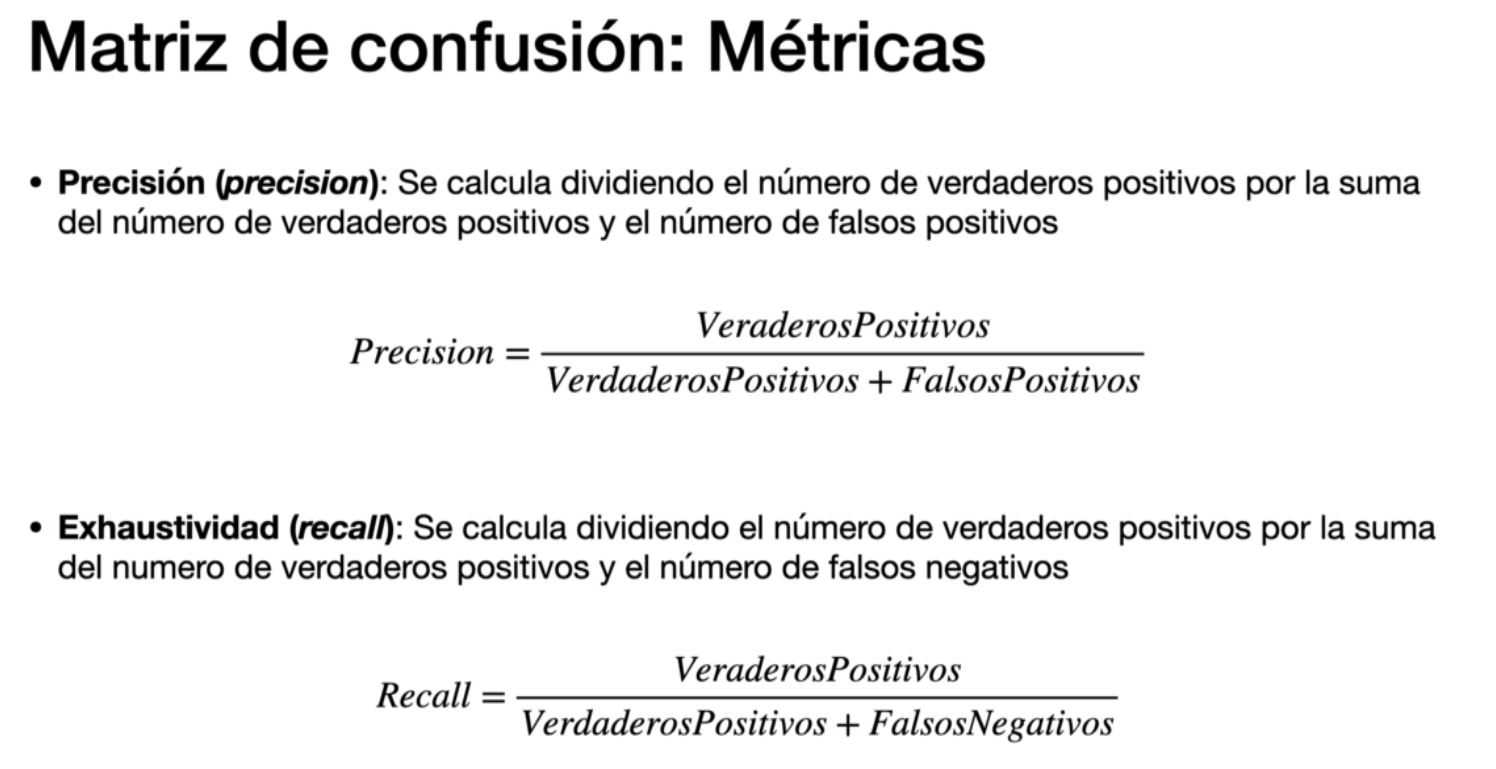 Matriz de confusión: Métricas
• Precisión (precision): Se calcula dividiendo el número de verdaderos positivos por la suma
del número de verdaderos positivos y el número de falsos positivos
VeraderosPositivos
Precision =
VerdaderosPositivos + FalsosPositivos
• Exhaustividad (recall): Se calcula dividiendo el número de verdaderos positivos por la suma
del numero de verdaderos positivos y el número de falsos negativos
VeraderosPositivos
Recall =
VerdaderosPositivos + FalsosNegativos